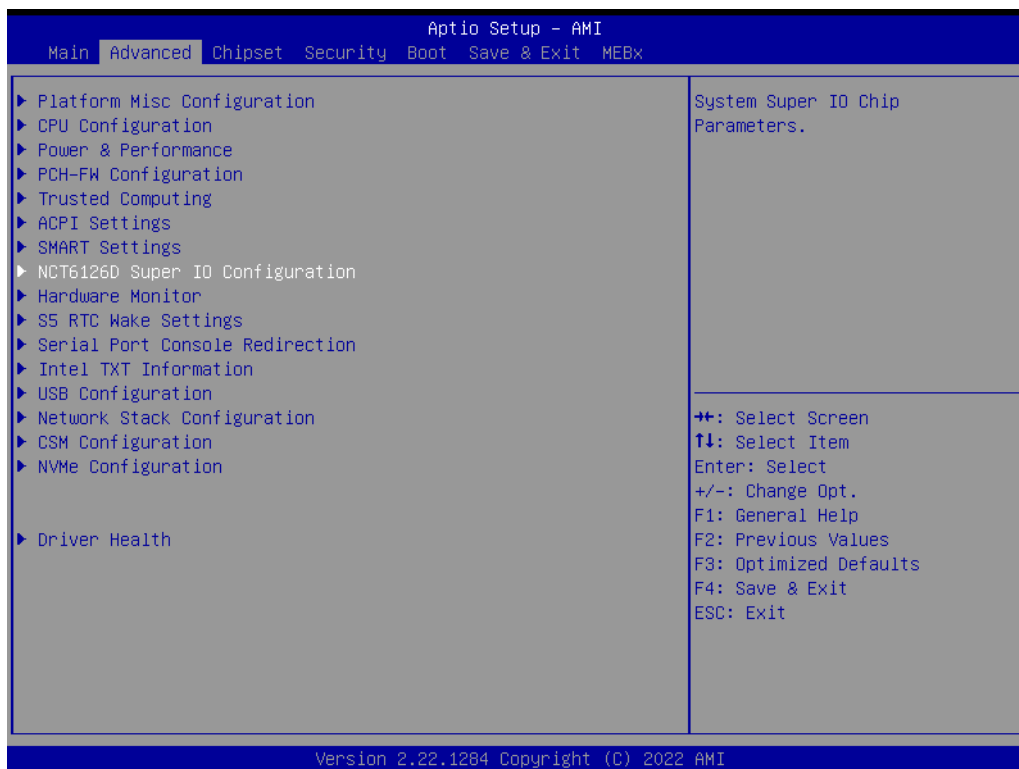 Aptio Setup – AMI
Main Advanced Chipset Security Boot Save & Exit MEBx
▶ Platform Misc Configuration
▶ CPU Configuration
▶ Power & Performance
▶ PCH-FW Configuration
▶ Trusted Computing
▶ ACPI Settings
▶ SMART Settings
▶ NCT6126D Super IO Configuration
▶ Hardware Monitor
▶ S5 RTC Wake Settings
▶ Serial Port Console Redirection
▶ Intel TXT Information
▶ USB Configuration
▶ Network Stack Configuration
▶ CSM Configuration
▶ NVMe Configuration
▶ Driver Health
System Super IO Chip
Parameters.
→←: Select Screen
↑↓: Select Item
Enter: Select
+/-: Change Opt.
F1: General Help
F2: Previous Values
F3: Optimized Defaults
F4: Save & Exit
ESC: Exit
Version 2.22.1284 Copyright (C) 2022 AMI